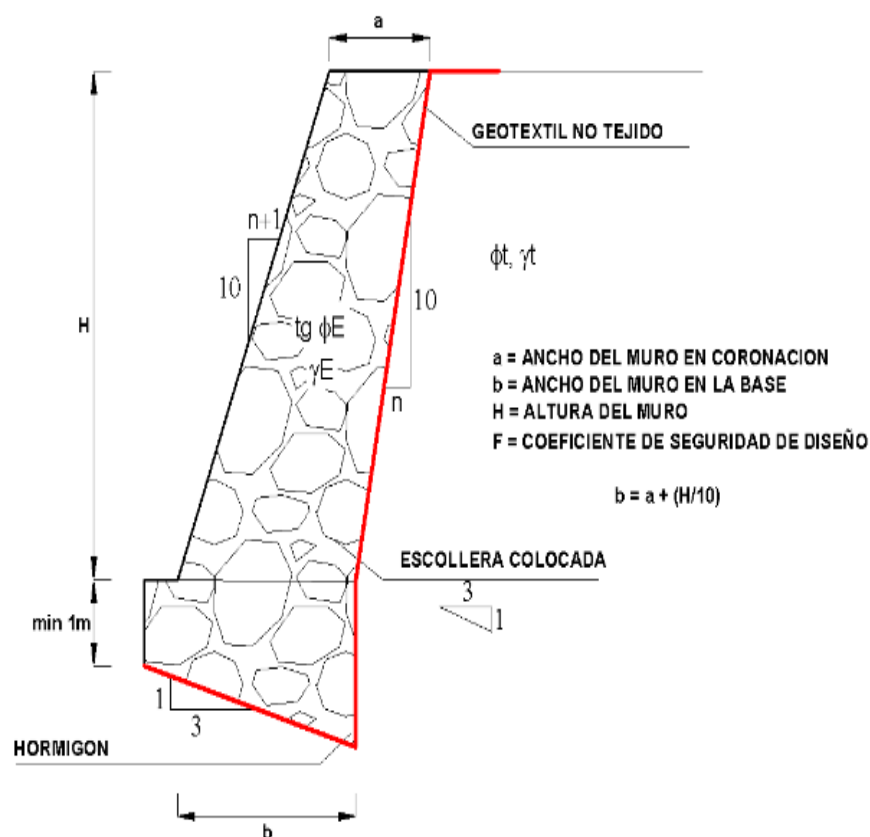 a
GEOTEXTIL NO TEJIDO
n+1
10
ϕt, γt
10
H
tg ϕE
γE
n
a = ANCHO DEL MURO EN CORONACION
b = ANCHO DEL MURO EN LA BASE
H = ALTURA DEL MURO
F = COEFICIENTE DE SEGURIDAD DE DISEÑO
b = a + (H/10)
ESCOLLERA COLOCADA
3
1
min 1m
1
3
HORMIGON
b